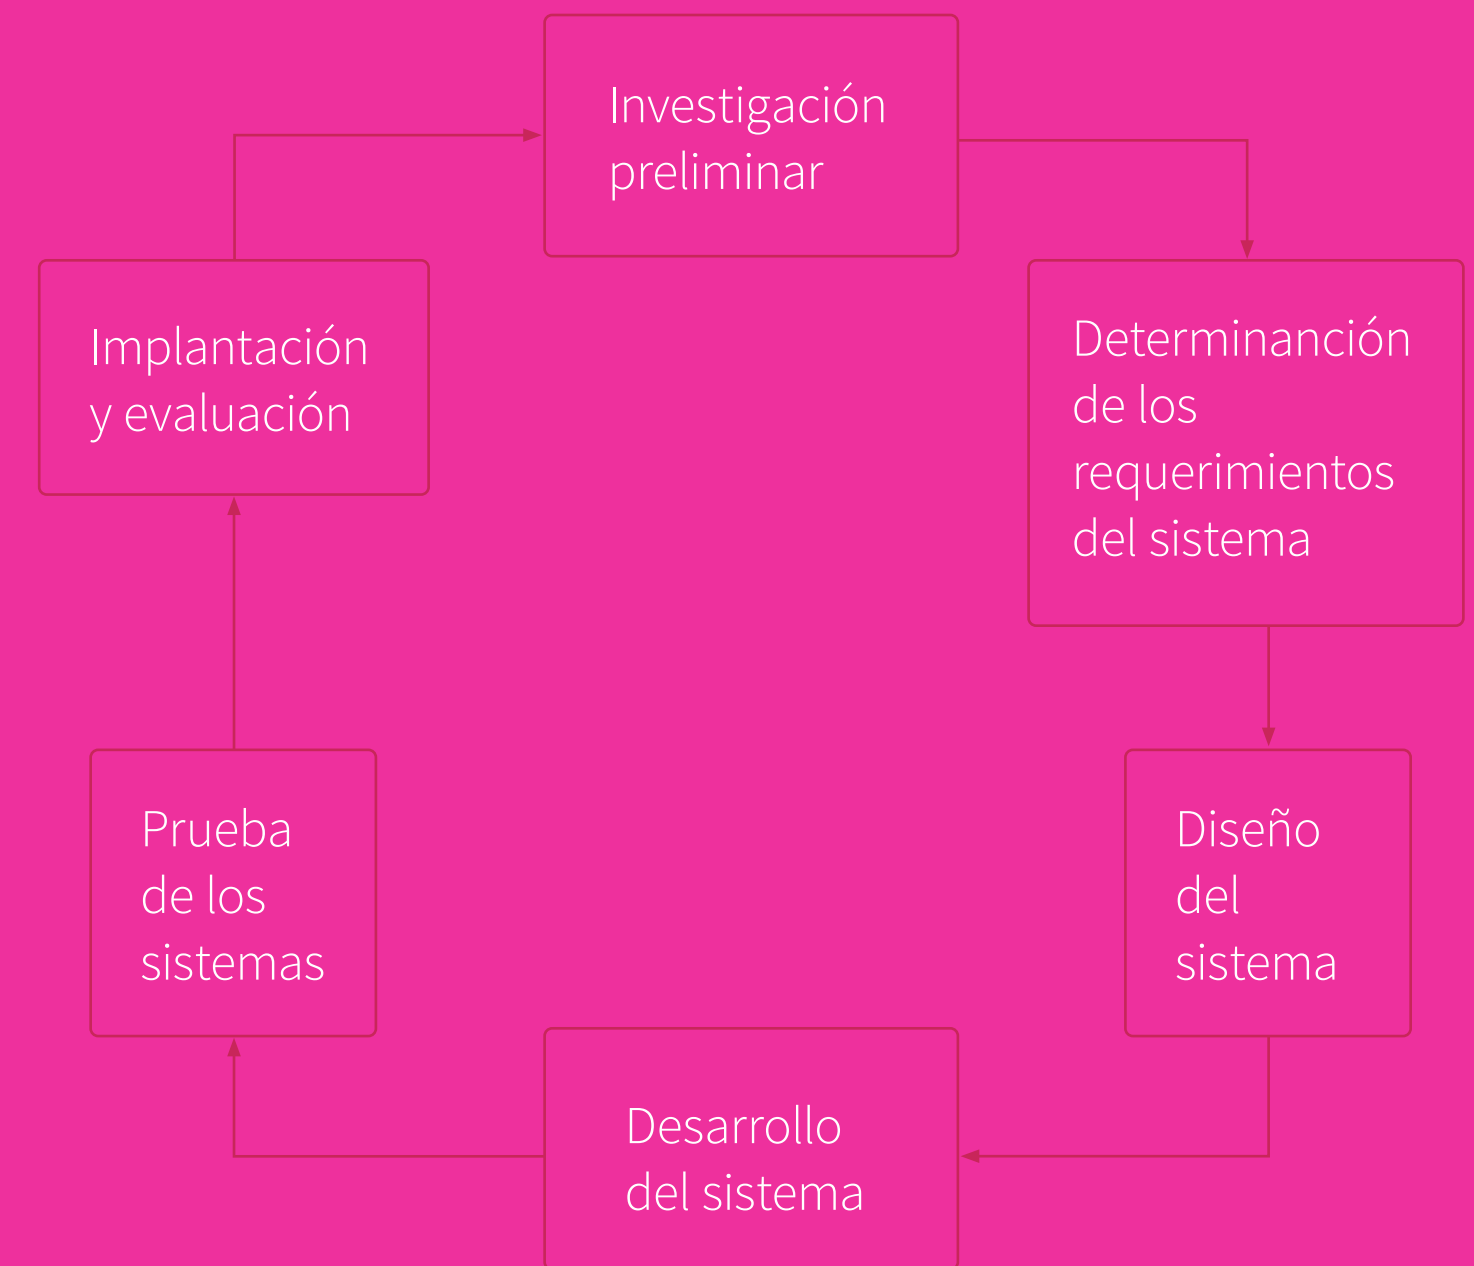 Investigación
preliminar
Determinanción
de los
requerimientos
del sistema
Diseño
del
sistema
Desarrollo
del sistema
Prueba
de los
sistemas
Implantación
y evaluación